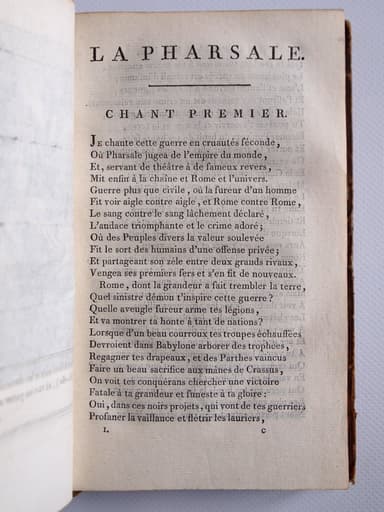 LA PHARSALE.
CHANT PREMIER.
JE chante cette guerre en cruautés féconde,
Où Pharsale jugea de l'empire du monde,
Et, servant de théâtre à de fameux revers,
Mit enfin à la chaîne et Rome et l'univers.
Guerre plus que civile, où la fureur d'un homme
Fit voir aigle contre aigle, et Rome contre Rome,
Le sang contre le sang lâchement déclaré,
L'audace triomphante et le crime adoré;
Où des Peuples divers la valeur soulevée
Fit le sort des humains d'une offense privée;
Et partageant son zèle entre deux grands rivaux,
Vengea ses premiers fers et s'en fit de nouveaux.
Rome, dont la grandeur a fait trembler la terre,
Quel sinistre démon t'inspire cette guerre?
Quelle aveugle fureur arme tes légions,
Et va montrer ta honte à tant de nations?
Lorsque d'un beau courroux tes troupes échauffées
Devroient dans Babylone arborer des trophées,
Regagner tes drapeaux, et des Parthes vaincus
Faire un beau sacrifice aux mânes de Crassus,
On voit tes conquérans chercher une victoire
Fatale à ta grandeur et funeste à ta gloire:
Oui, dans ces noirs projets, qui vont de tes guerriers
Profaner la vaillance et flétrir les lauriers,
1. C